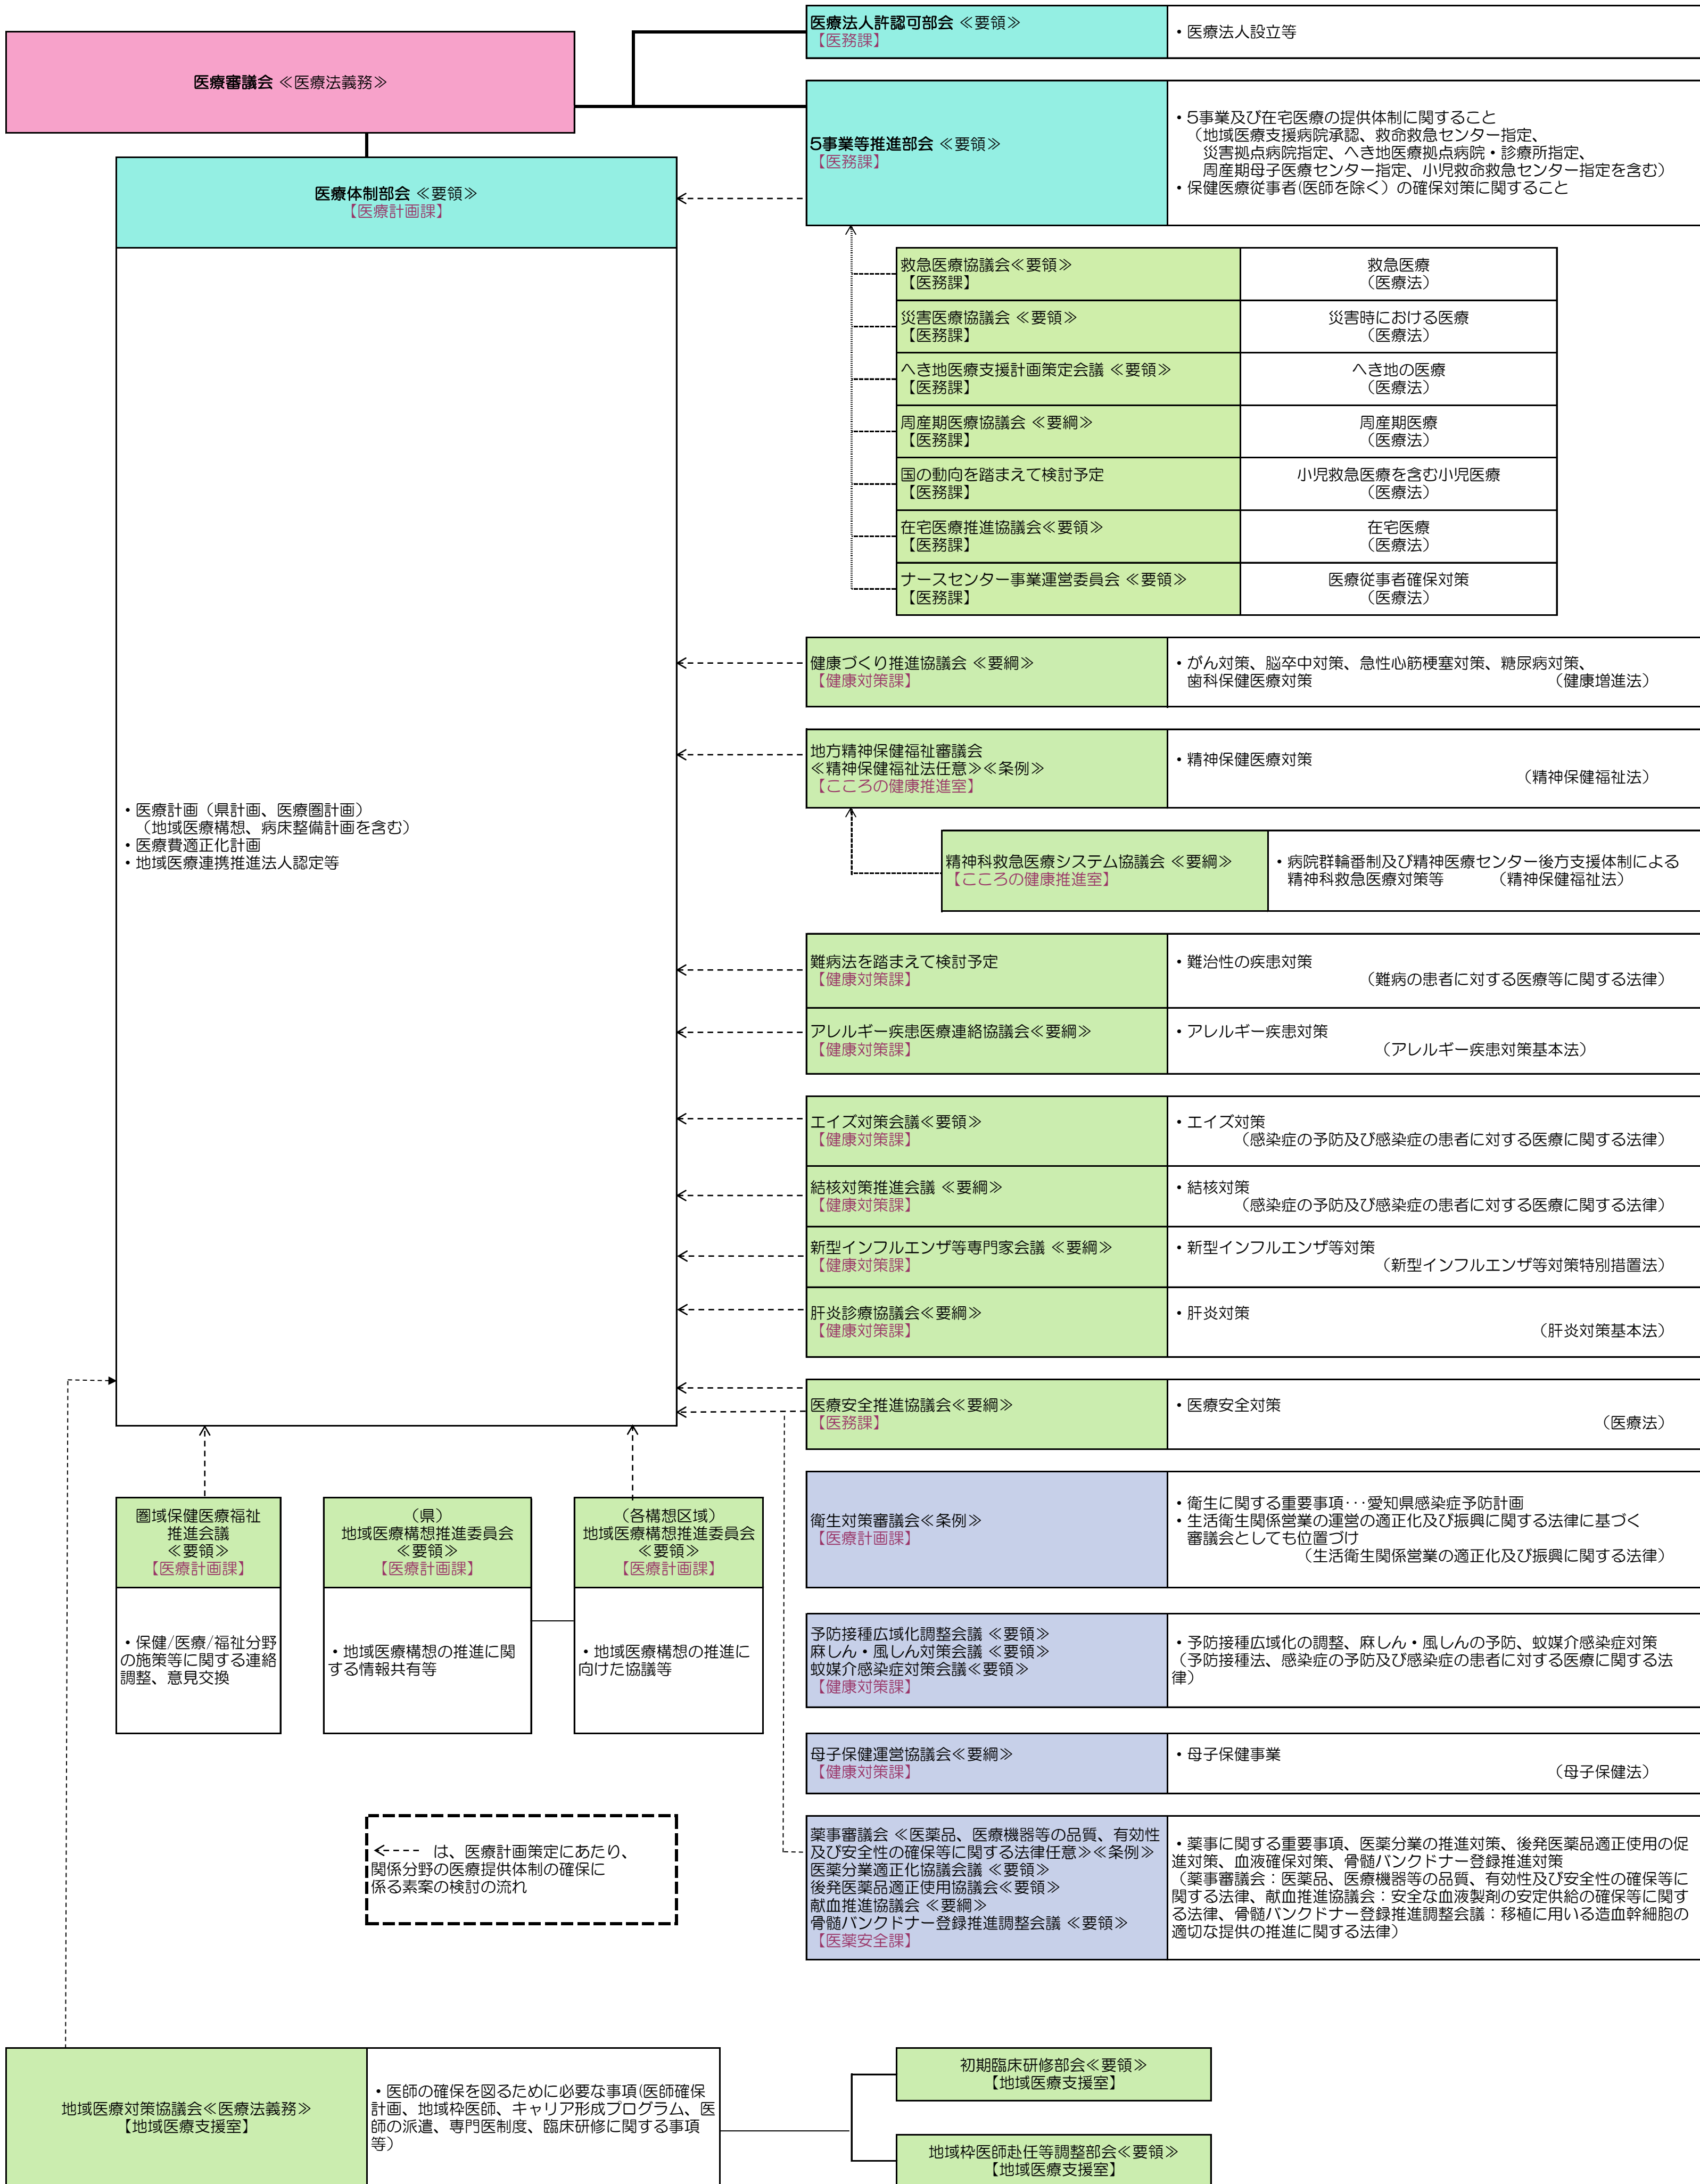 医療審議会 ≪医療法義務≫
医療法人許認可部会 ≪要領≫
【医務課】
・医療法人設立等
5事業等推進部会 ≪要領≫
【医務課】
・5事業及び在宅医療の提供体制に関すること
（地域医療支援病院承認、救命救急センター指定、
災害拠点病院指定、へき地医療拠点病院・診療所指定、
周産期母子医療センター指定、小児救命救急センター指定を含む）
・保健医療従事者(医師を除く）の確保対策に関すること
医療体制部会 ≪要領≫
【医療計画課】
・医療計画（県計画、医療圏計画）
（地域医療構想、病床整備計画を含む）
・医療費適正化計画
・地域医療連携推進法人認定等
救急医療協議会≪要領≫
【医務課】
救急医療
（医療法）
災害医療協議会 ≪要領≫
【医務課】
災害時における医療
（医療法）
へき地医療支援計画策定会議 ≪要領≫
【医務課】
へき地の医療
（医療法）
周産期医療協議会 ≪要綱≫
【医務課】
周産期医療
（医療法）
国の動向を踏まえて検討予定
【医務課】
小児救急医療を含む小児医療
（医療法）
在宅医療推進協議会≪要領≫
【医務課】
在宅医療
（医療法）
ナースセンター事業運営委員会 ≪要領≫
【医務課】
医療従事者確保対策
（医療法）
健康づくり推進協議会 ≪要綱≫
【健康対策課】
・がん対策、脳卒中対策、急性心筋梗塞対策、糖尿病対策、
歯科保健医療対策　（健康増進法）
地方精神保健福祉審議会
≪精神保健福祉法任意≫≪条例≫
【こころの健康推進室】
・精神保健医療対策
（精神保健福祉法）
精神科救急医療システム協議会 ≪要綱≫
【こころの健康推進室】
・病院群輪番制及び精神医療センター後方支援体制による
精神科救急医療対策等　（精神保健福祉法）
難病法を踏まえて検討予定
【健康対策課】
・難治性の疾患対策
（難病の患者に対する医療等に関する法律）
アレルギー疾患医療連絡協議会≪要綱≫
【健康対策課】
・アレルギー疾患対策
（アレルギー疾患対策基本法）
エイズ対策会議≪要領≫
【健康対策課】
・エイズ対策
（感染症の予防及び感染症の患者に対する医療に関する法律）
結核対策推進会議 ≪要綱≫
【健康対策課】
・結核対策
（感染症の予防及び感染症の患者に対する医療に関する法律）
新型インフルエンザ等専門家会議 ≪要綱≫
【健康対策課】
・新型インフルエンザ等対策
（新型インフルエンザ等対策特別措置法）
肝炎診療協議会≪要綱≫
【健康対策課】
・肝炎対策
（肝炎対策基本法）
医療安全推進協議会≪要綱≫
【医務課】
・医療安全対策
（医療法）
圏域保健医療福祉
推進会議
≪要領≫
【医療計画課】
・保健/医療/福祉分野
の施策等に関する連絡
調整、意見交換
（県）
地域医療構想推進委員会
≪要領≫
【医療計画課】
・地域医療構想の推進に関
する情報共有等
（各構想区域）
地域医療構想推進委員会
≪要領≫
【医療計画課】
・地域医療構想の推進に
向けた協議等
衛生対策審議会≪条例≫
【医療計画課】
・衛生に関する重要事項･･･愛知県感染症予防計画
・生活衛生関係営業の運営の適正化及び振興に関する法律に基づく
審議会としても位置づけ
（生活衛生関係営業の適正化及び振興に関する法律）
予防接種広域化調整会議 ≪要領≫
麻しん・風しん対策会議 ≪要領≫
蚊媒介感染症対策会議≪要領≫
【健康対策課】
・予防接種広域化の調整、麻しん・風しんの予防、蚊媒介感染症対策
（予防接種法、感染症の予防及び感染症の患者に対する医療に関する法
律）
母子保健運営協議会≪要綱≫
【健康対策課】
・母子保健事業
（母子保健法）
は、医療計画策定にあたり、
関係分野の医療提供体制の確保に
係る素案の検討の流れ
薬事審議会 ≪医薬品、医療機器等の品質、有効性
及び安全性の確保等に関する法律任意≫≪条例≫
医薬分業適正化協議会議 ≪要領≫
後発医薬品適正使用協議会≪要領≫
献血推進協議会 ≪要綱≫
骨髄バンクドナー登録推進調整会議 ≪要領≫
【医薬安全課】
・薬事に関する重要事項、医薬分業の推進対策、後発医薬品適正使用の促
進対策、血液確保対策、骨髄バンクドナー登録推進対策
（薬事審議会：医薬品、医療機器等の品質、有効性及び安全性の確保等に
関する法律、献血推進協議会：安全な血液製剤の安定供給の確保等に関す
る法律、骨髄バンクドナー登録推進調整会議：移植に用いる造血幹細胞の
適切な提供の推進に関する法律）
地域医療対策協議会≪医療法義務≫
【地域医療支援室】
・医師の確保を図るために必要な事項(医師確保
計画、地域枠医師、キャリア形成プログラム、医
師の派遣、専門医制度、臨床研修に関する事項
等）
初期臨床研修部会≪要領≫
【地域医療支援室】
地域枠医師赴任等調整部会≪要領≫
【地域医療支援室】